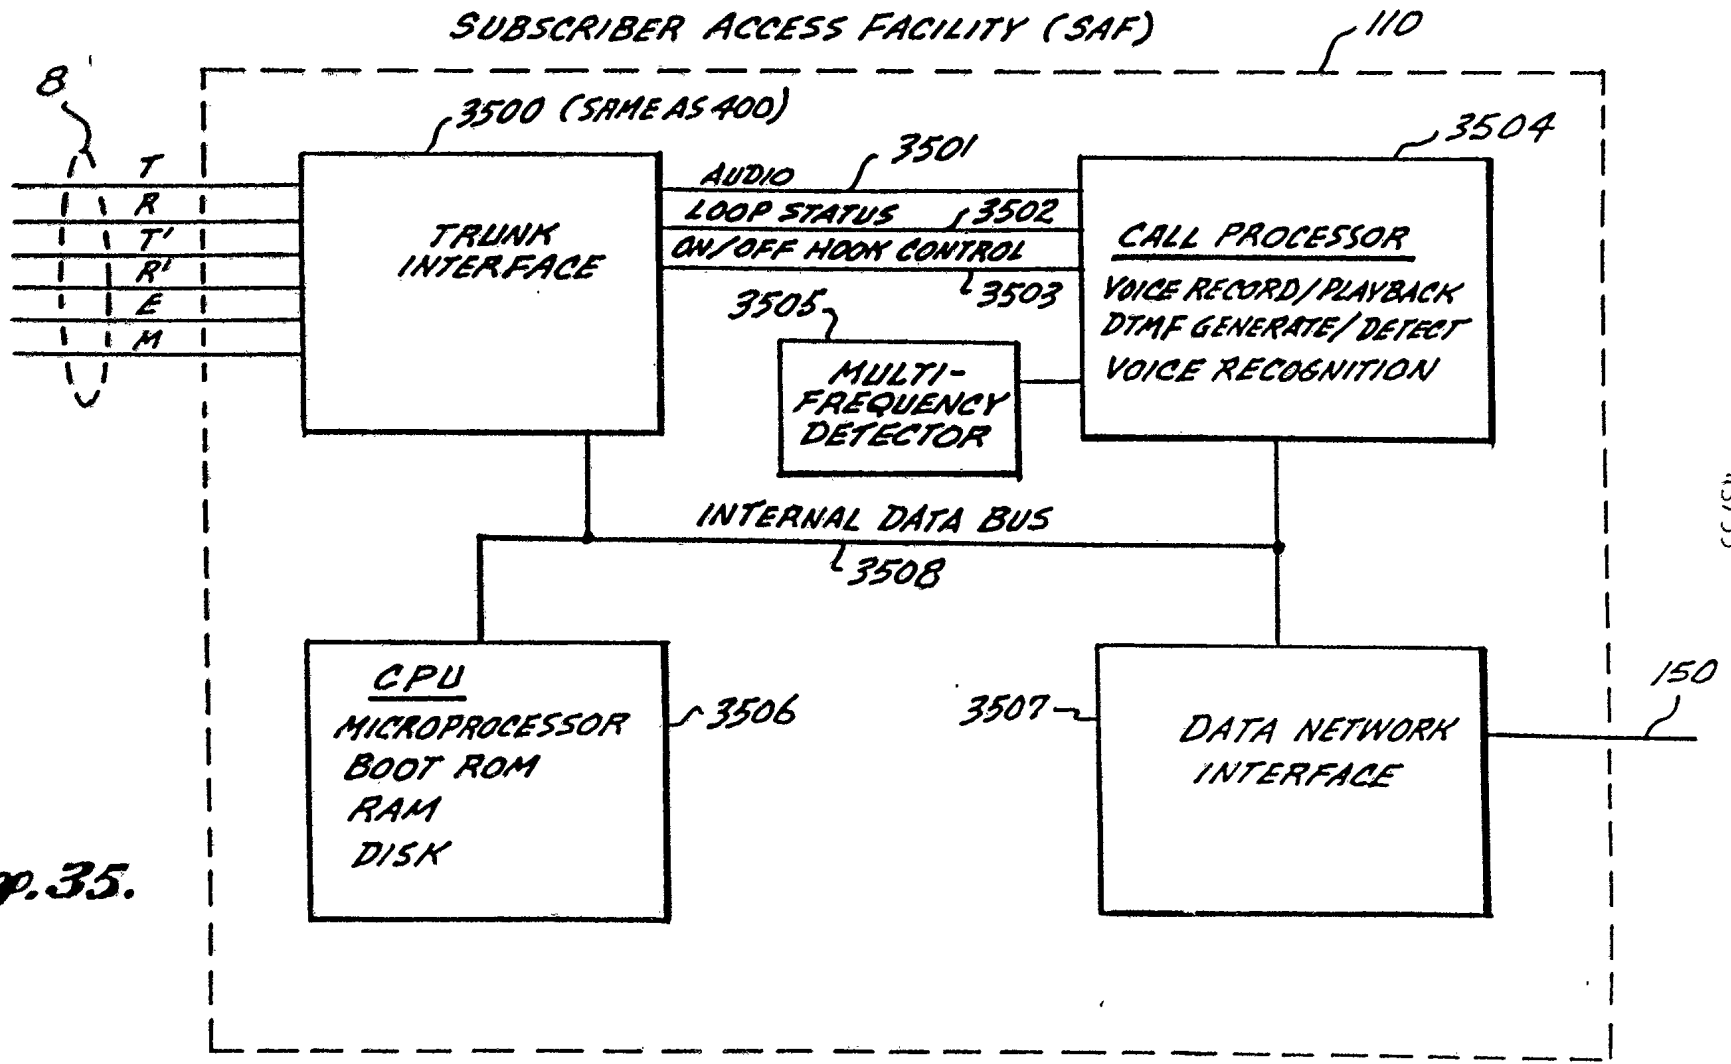 SUBSCRIBER ACCESS FACILITY (SAF)
110
8
3500 (SAME AS 400)
3504
T
R
T'
R'
E
M
TRUNK
INTERFACE
AUDIO
3501
LOOP STATUS
3502
ON/OFF HOOK CONTROL
3503
CALL PROCESSOR
VOICE RECORD/PLAYBACK
DTMF GENERATE/DETECT
VOICE RECOGNITION
3505
MULTI-
FREQUENCY
DETECTOR
INTERNAL DATA BUS
3508
CPU
MICROPROCESSOR
BOOT ROM
RAM
DISK
3506
3507
DATA NETWORK
INTERFACE
150
.35.